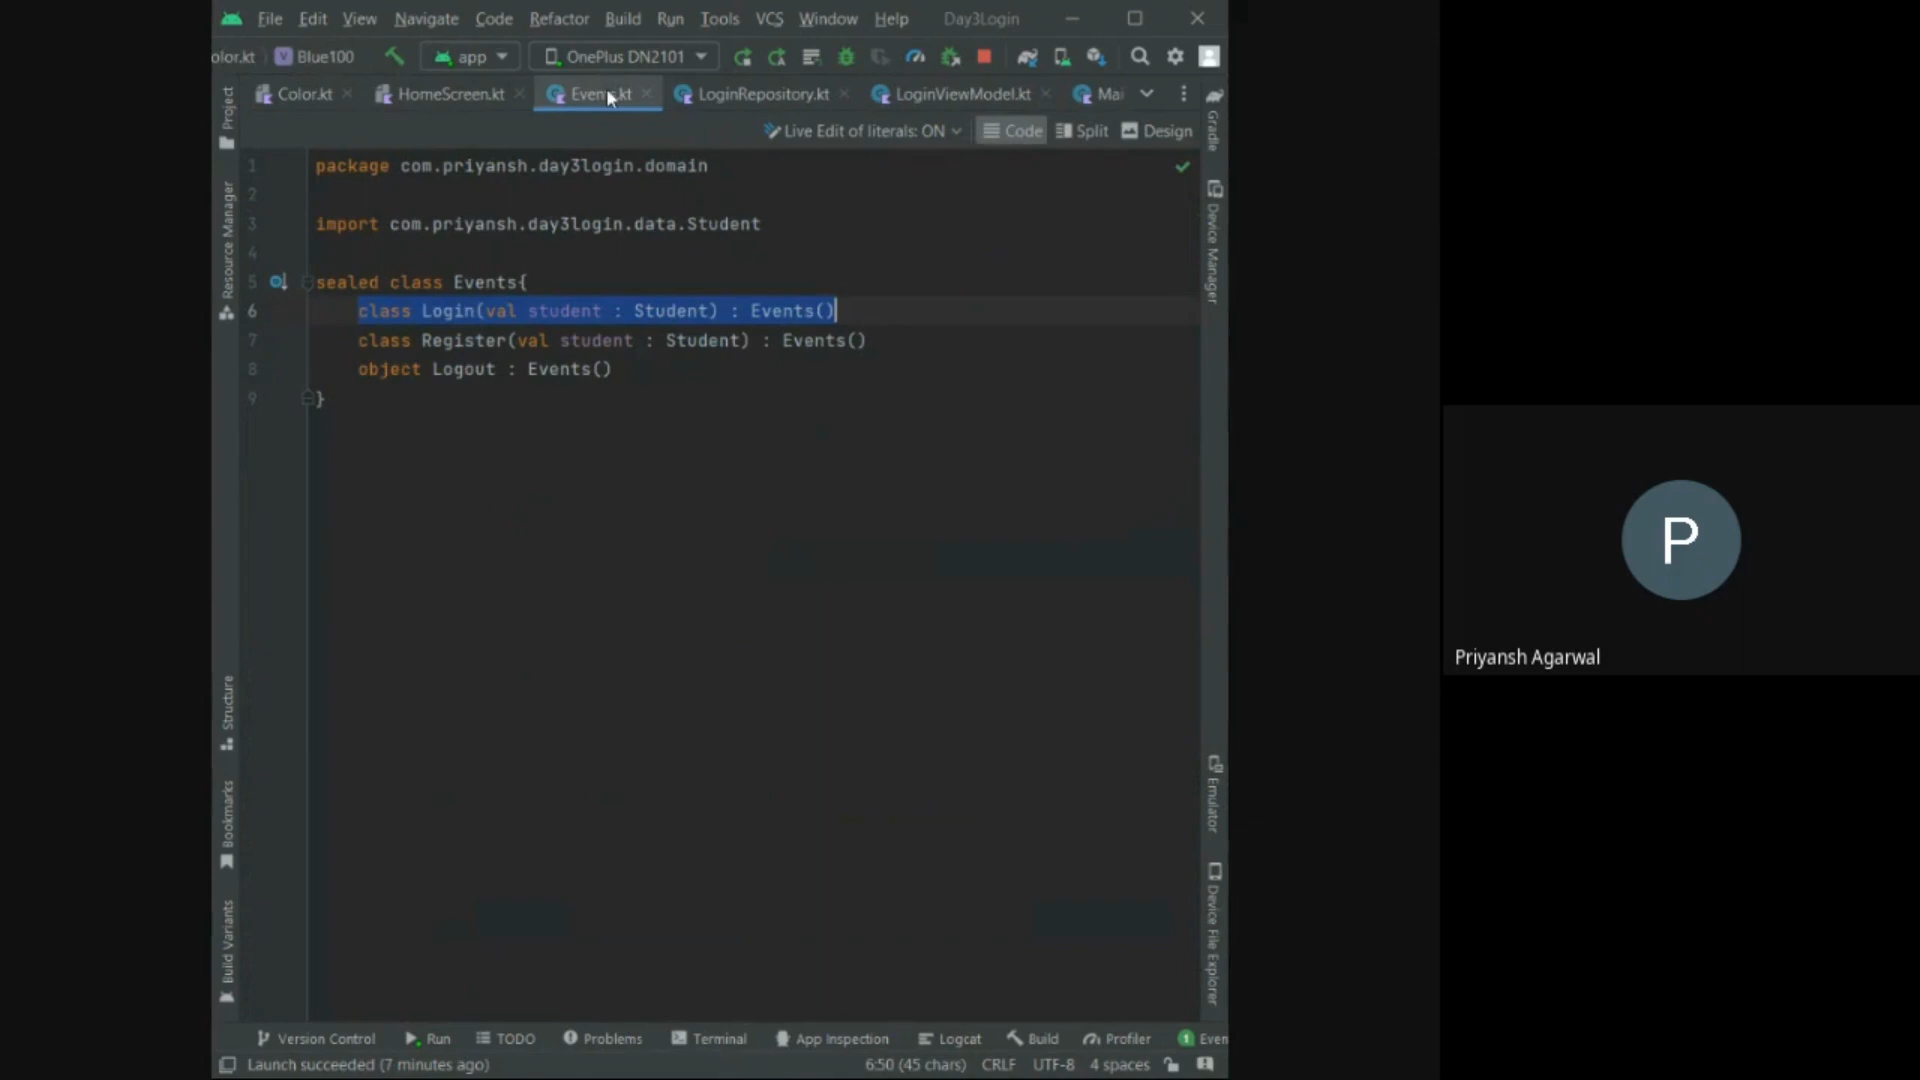 File Edit View Navigate Code Refactor Build Run Tools VCS Window Help Day3Login
olor.kt Blue100 app OnePlus DN2101
Color.kt HomeScreen.kt LoginRepository.kt LoginViewModel.kt Mai
Live Edit of literals: ON Code Split Design
Project
Resource Manager
Structure
Bookmarks
Build Variants
1 package com.priyansh.day3login.domain
2
3 import com.priyansh.day3login.data.Student
4
5 sealed class Events{
6 class Login(val student : Student) : Events()
7 class Register(val student : Student) : Events()
8 object Logout : Events()
9 }
Gradle
Device Manager
Emulator
Device File Explorer
P
Priyansh Agarwal
Version Control Run TODO Problems Terminal App Inspection Logcat Build Profiler 1 Even
Launch succeeded (7 minutes ago) 6:50 (45 chars) CRLF UTF-8 4 spaces